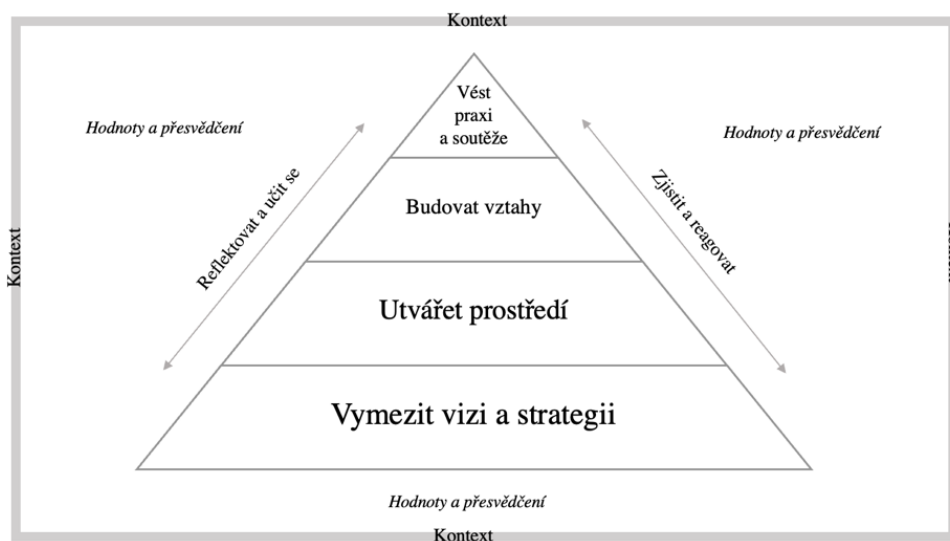 Kontext
Vést
praxi
a soutěže
Hodnoty a přesvědčení
Hodnoty a přesvědčení
Reflektovat a učit se
Zjistit a reagovat
Budovat vztahy
Kontext
Utvářet prostředí
Vymezit vizi a strategii
Hodnoty a přesvědčení
Kontext